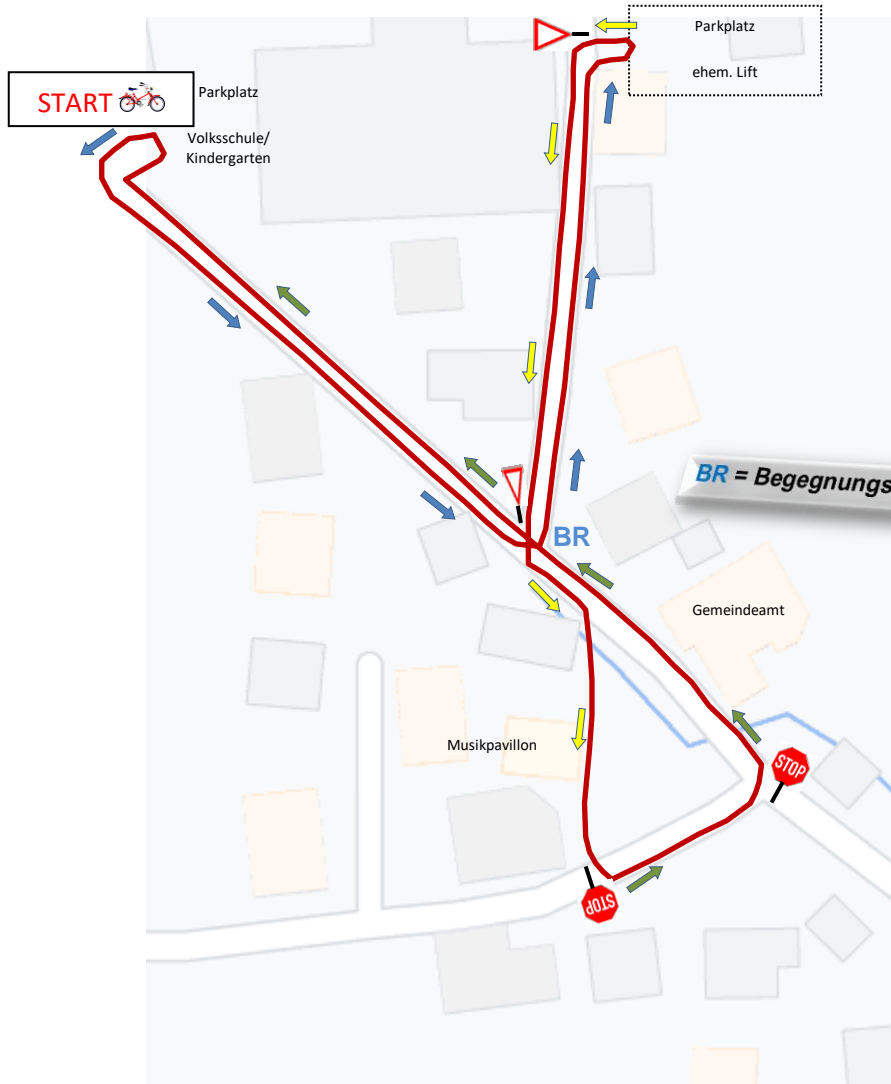 Parkplatz
ehem. Lift
START
Parkplatz
Volksschule/
Kindergarten
BR = Begegnungs
BR
Gemeindeamt
Musikpavillon
STOP
STOP